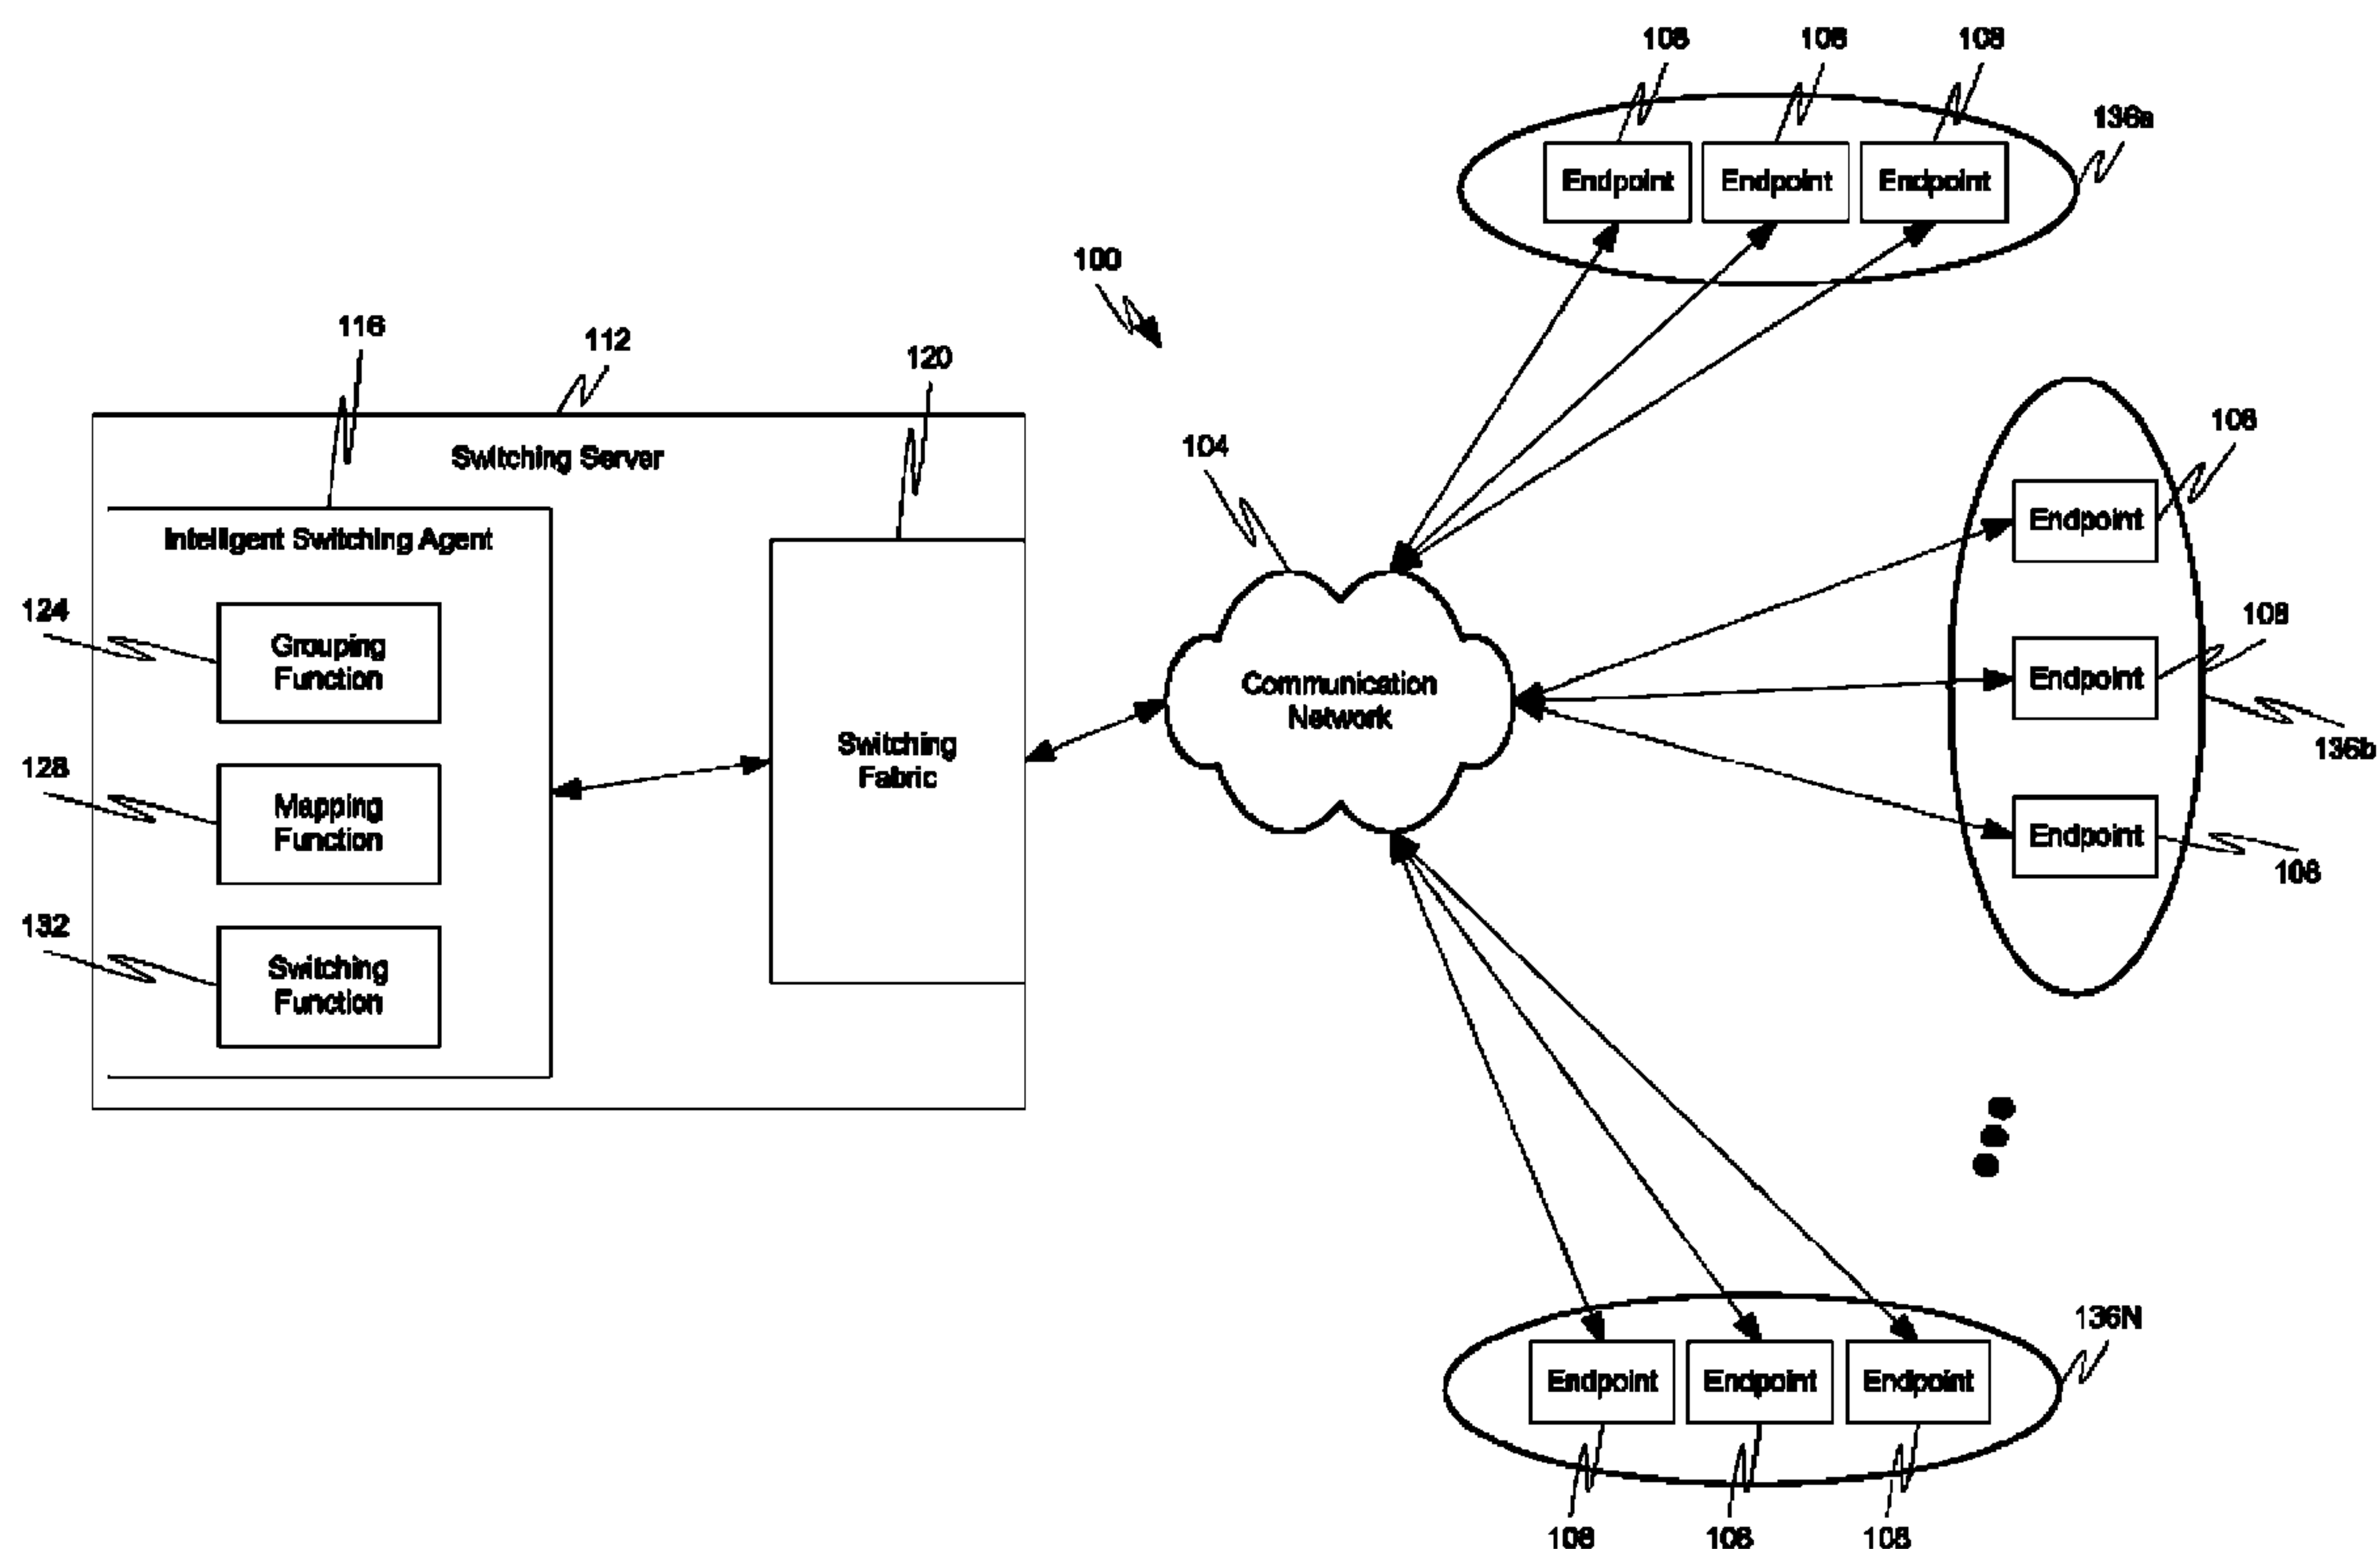 108 108 108
136a
Endpoint Endpoint Endpoint
100
116
112
120
Switching Server
104
108
Intelligent Switching Agent
Endpoint
124
Grouping
Function
108
Communication
Network
Endpoint
136b
Switching
Fabric
128
Mapping
Function
Endpoint
108
132
Switching
Function
136N
Endpoint Endpoint Endpoint
108 108 108